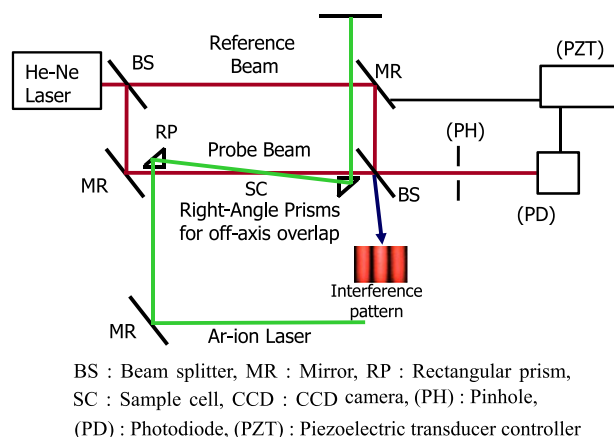 Reference
Beam
BS
MR
(PZT)
He-Ne
Laser
RP
Probe Beam
(PH)
MR
SC
BS
Right-Angle Prisms
for off-axis overlap
(PD)
Interference
pattern
MR
Ar-ion Laser
BS : Beam splitter, MR : Mirror, RP : Rectangular prism,
SC : Sample cell, CCD : CCD camera, (PH) : Pinhole,
(PD) : Photodiode, (PZT) : Piezoelectric transducer controller